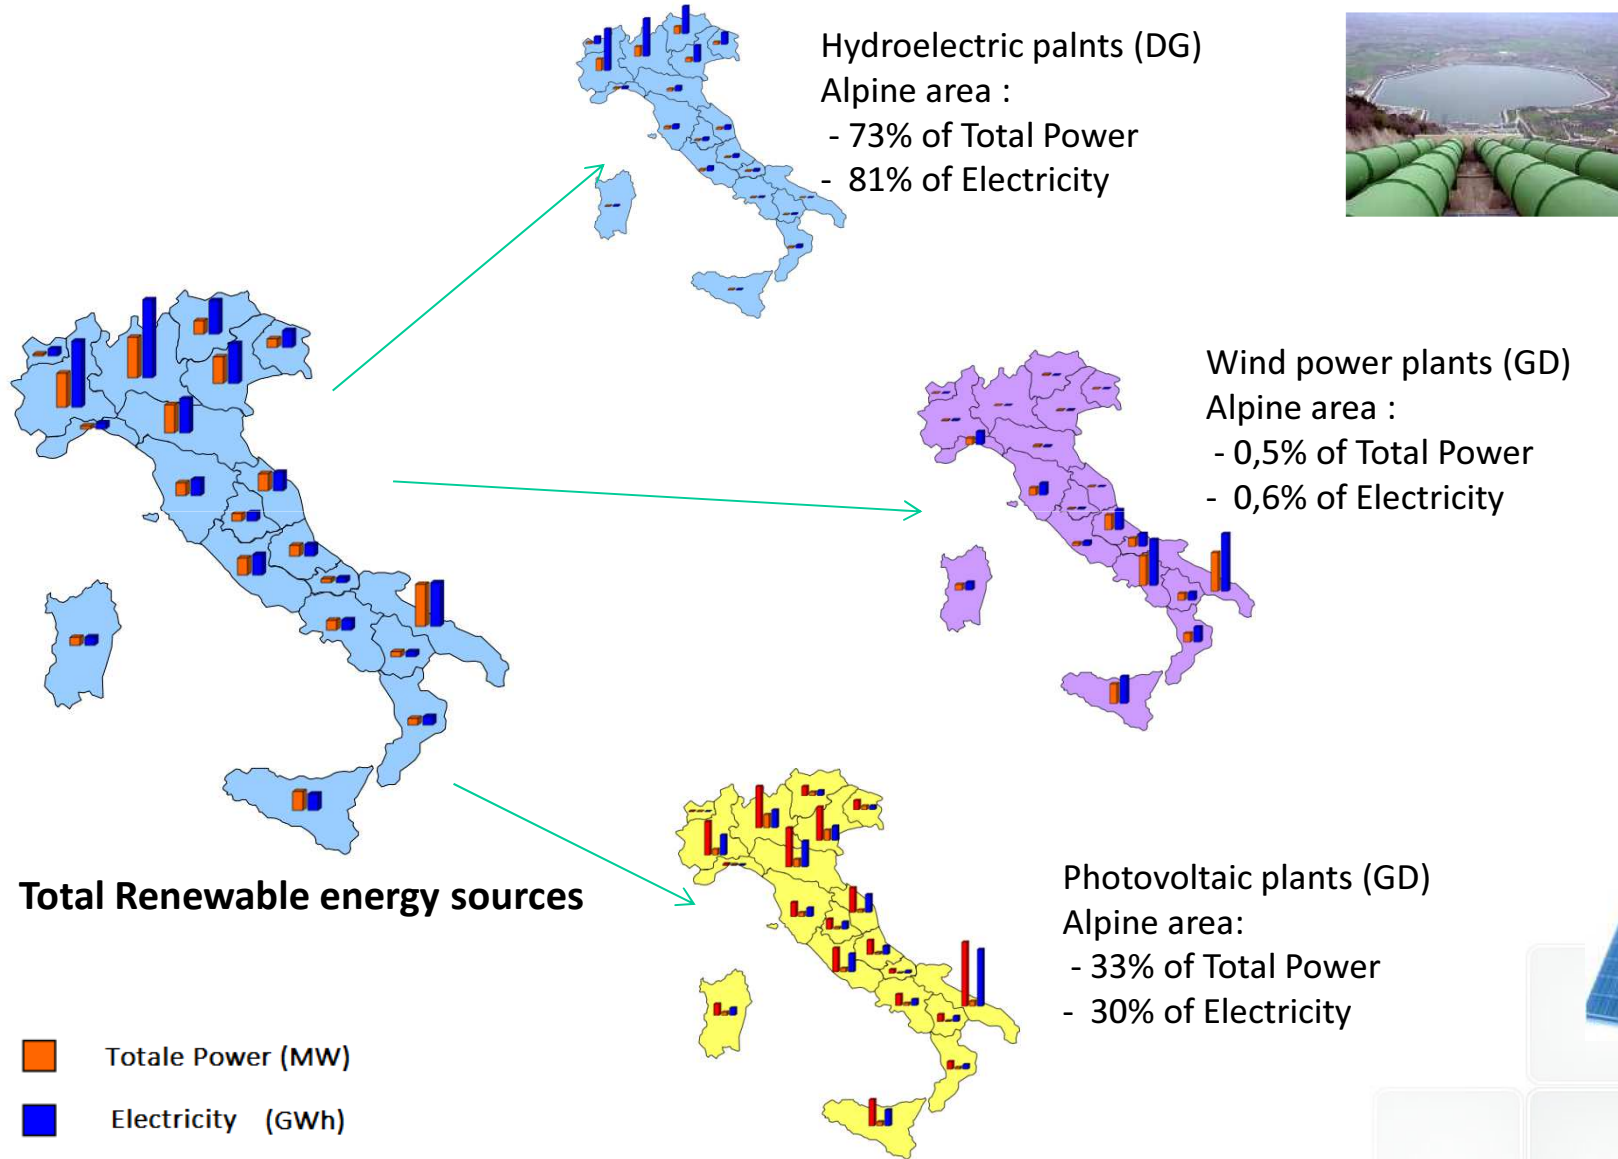 Hydroelectric palnts (DG)
Alpine area :
- 73% of Total Power
- 81% of Electricity
Wind power plants (GD)
Alpine area :
- 0,5% of Total Power
- 0,6% of Electricity
Total Renewable energy sources
Photovoltaic plants (GD)
Alpine area:
- 33% of Total Power
- 30% of Electricity
Totale Power (MW)
Electricity (GWh)